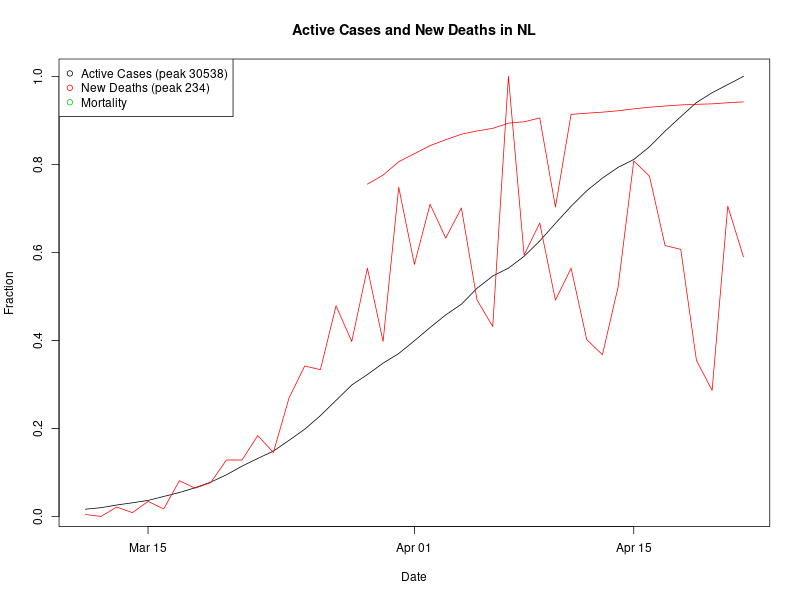 Active Cases and New Deaths in NL
Active Cases (peak 30538)
New Deaths (peak 234)
Mortality
1.0
0.8
0.6
0.4
0.2
0.0
Fraction
Mar 15
Apr 01
Apr 15
Date